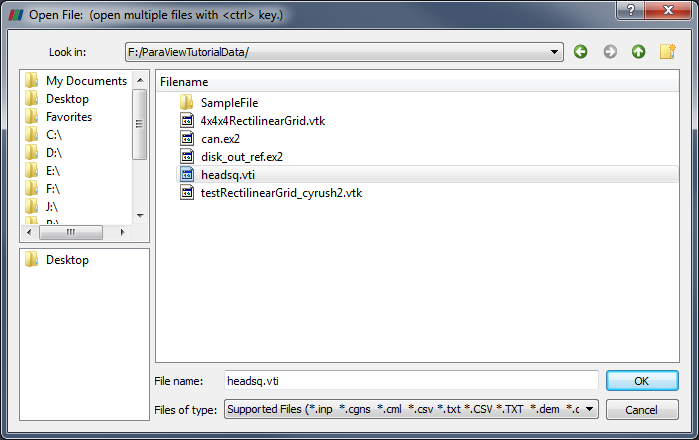 Open File: (open multiple files with <ctrl> key.)
Look in: F:/ParaViewTutorialData/
My Documents
Desktop
Favorites
C:\
D:\
E:\
F:\
J:\
Desktop
Filename
SampleFile
4x4x4RectilinearGrid.vtk
can.ex2
disk_out_ref.ex2
headsq.vti
testRectilinearGrid_cyrush2.vtk
File name: headsq.vti OK
Files of type: Supported Files (*.inp *.cgns *.cml *.csv *.txt *.CSV *.TXT *.dem Cancel